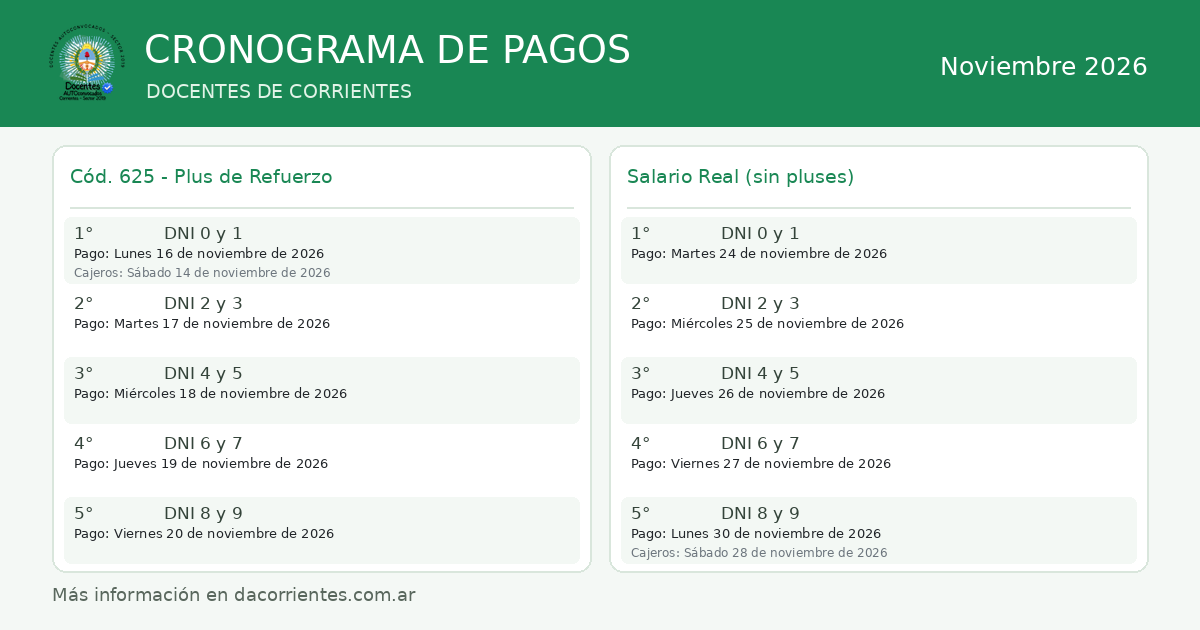 CRONOGRAMA DE PAGOS
DOCENTES DE CORRIENTES
Noviembre 2026
Docentes
AUTOconvocados
Corrientes - Sector 2019
Cód. 625 - Plus de Refuerzo
1° DNI 0 y 1
Pago: Lunes 16 de noviembre de 2026
Cajeros: Sábado 14 de noviembre de 2026
2° DNI 2 y 3
Pago: Martes 17 de noviembre de 2026
3° DNI 4 y 5
Pago: Miércoles 18 de noviembre de 2026
4° DNI 6 y 7
Pago: Jueves 19 de noviembre de 2026
5° DNI 8 y 9
Pago: Viernes 20 de noviembre de 2026
Salario Real (sin pluses)
1° DNI 0 y 1
Pago: Martes 24 de noviembre de 2026
2° DNI 2 y 3
Pago: Miércoles 25 de noviembre de 2026
3° DNI 4 y 5
Pago: Jueves 26 de noviembre de 2026
4° DNI 6 y 7
Pago: Viernes 27 de noviembre de 2026
5° DNI 8 y 9
Pago: Lunes 30 de noviembre de 2026
Cajeros: Sábado 28 de noviembre de 2026
Más información en dacorrientes.com.ar